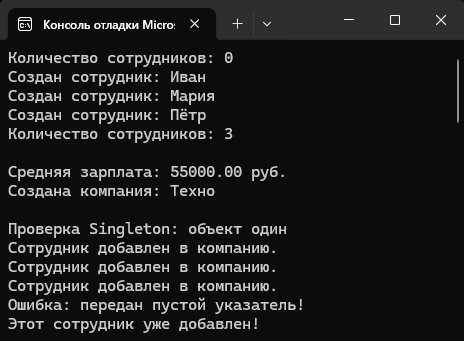 Консоль отладки Micros
Количество сотрудников: 0
Создан сотрудник: Иван
Создан сотрудник: Мария
Создан сотрудник: Пётр
Количество сотрудников: 3
Средняя зарплата: 55000.00 руб.
Создана компания: Техно
Проверка Singleton: объект один
Сотрудник добавлен в компанию.
Сотрудник добавлен в компанию.
Сотрудник добавлен в компанию.
Ошибка: передан пустой указатель!
Этот сотрудник уже добавлен!